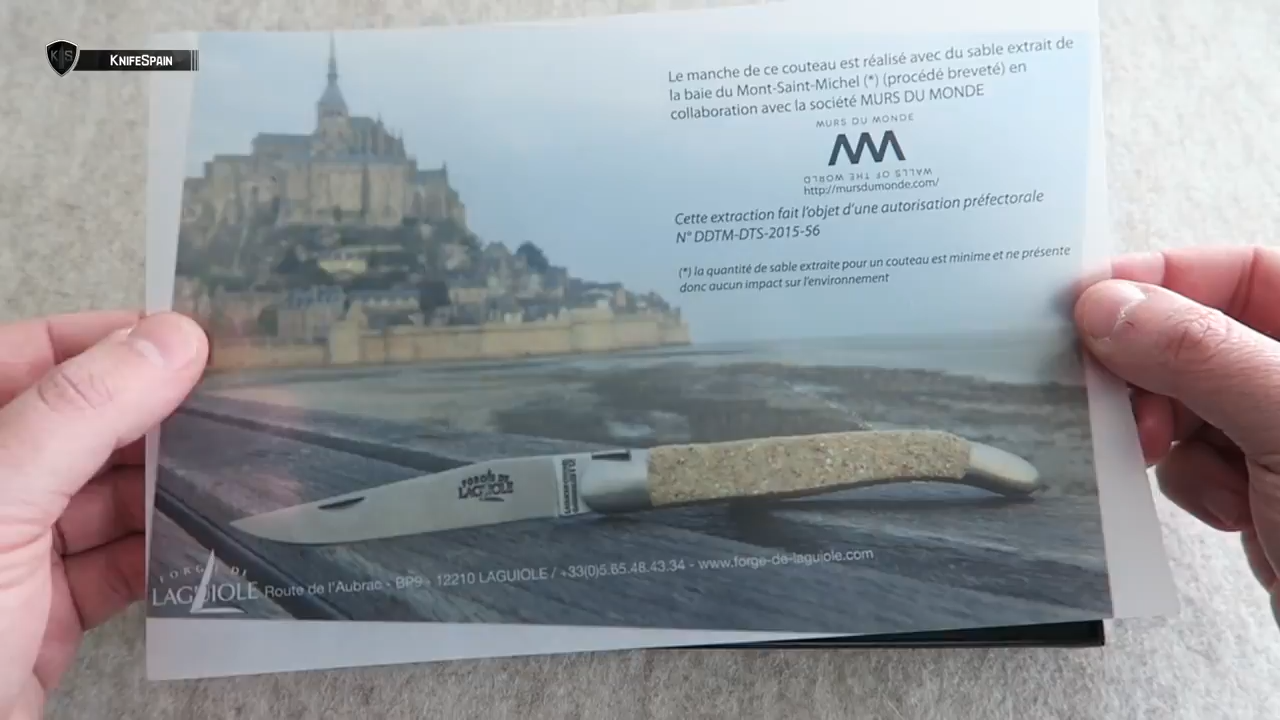 KNIFESPAIN
Le manche de ce couteau est réalisé avec du sable extrait de
la baie du Mont-Saint-Michel (*) (procédé breveté) en
collaboration avec la société MURS DU MONDE
MURS DU MONDE
WALLS OF THE WORLD
http://mursdumonde.com/
Cette extraction fait l'objet d'une autorisation préfectorale
N° DDTM-DTS-2015-56
(*) la quantité de sable extraite pour un couteau est minime et ne présente
donc aucun impact sur l'environnement
FORGE DE
LAGUIOLE
FORGE DE
LAGUIOLE
Route de l'Aubrac - BP9 - 12210 LAGUIOLE / +33(0)5.65.48.43.34 - www.forge-de-laguiole.com